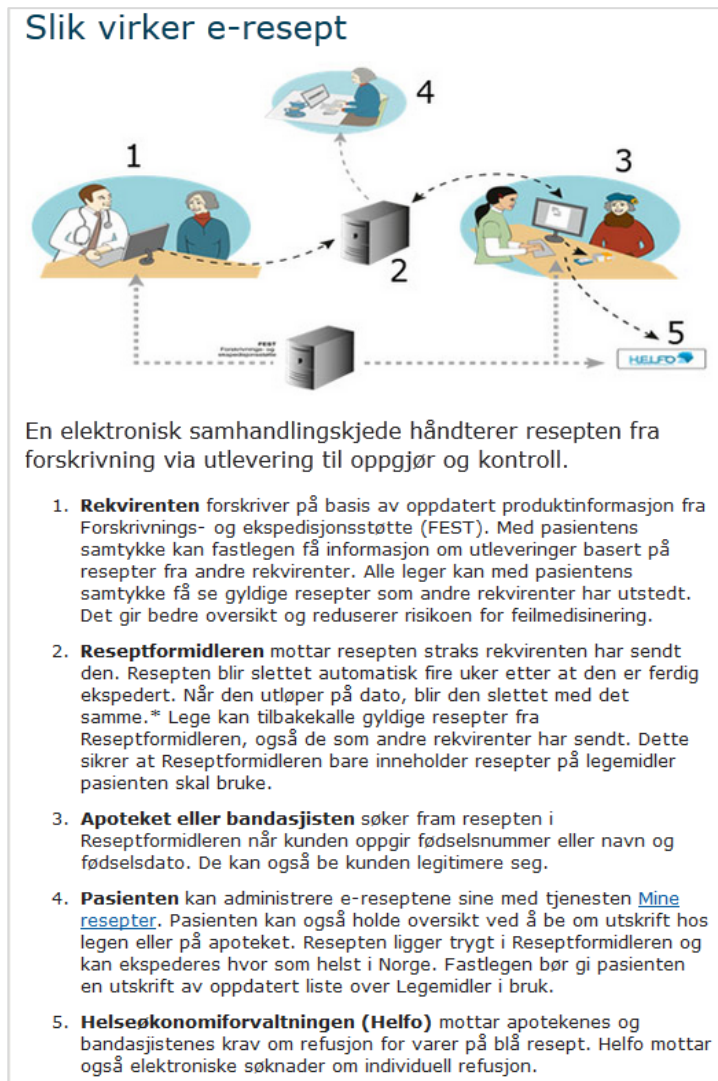 Slik virker e-resept
4
1
3
2
FEST
Forskrivnings- og
ekspedisjonsstøtte
5
HELFO
En elektronisk samhandlingskjede håndterer resepten fra
forskrivning via utlevering til oppgjør og kontroll.
1. Rekvirenten forskriver på basis av oppdatert produktinformasjon fra
Forskrivnings- og ekspedisjonsstøtte (FEST). Med pasientens
samtykke kan fastlegen få informasjon om utleveringer basert på
resepter fra andre rekvirenter. Alle leger kan med pasientens
samtykke få se gyldige resepter som andre rekvirenter har utstedt.
Det gir bedre oversikt og reduserer risikoen for feilmedisinering.
2. Reseptformidleren mottar resepten straks rekvirenten har sendt
den. Resepten blir slettet automatisk fire uker etter at den er ferdig
ekspedert. Når den utløper på dato, blir den slettet med det
samme.* Lege kan tilbakekalle gyldige resepter fra
Reseptformidleren, også de som andre rekvirenter har sendt. Dette
sikrer at Reseptformidleren bare inneholder resepter på legemidler
pasienten skal bruke.
3. Apoteket eller bandasjisten søker fram resepten i
Reseptformidleren når kunden oppgir fødselsnummer eller navn og
fødselsdato. De kan også be kunden legitimere seg.
4. Pasienten kan administrere e-reseptene sine med tjenesten Mine
resepter. Pasienten kan også holde oversikt ved å be om utskrift hos
legen eller på apoteket. Resepten ligger trygt i Reseptformidleren og
kan ekspederes hvor som helst i Norge. Fastlegen bør gi pasienten
en utskrift av oppdatert liste over Legemidler i bruk.
5. Helseøkonomiforvaltningen (Helfo) mottar apotekenes og
bandasjistenes krav om refusjon for varer på blå resept. Helfo mottar
også elektroniske søknader om individuell refusjon.